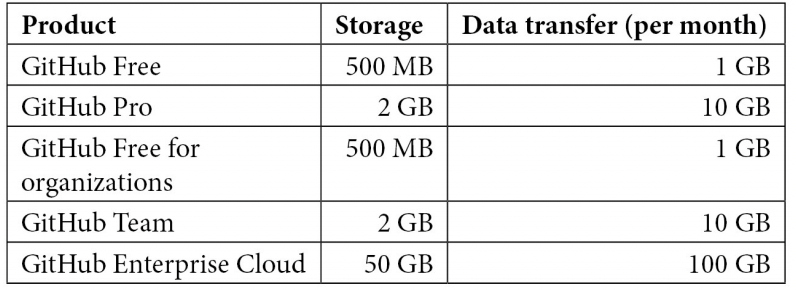 Product Storage Data transfer (per month)
GitHub Free 500 MB 1 GB
GitHub Pro 2 GB 10 GB
GitHub Free for 500 MB 1 GB
organizations
GitHub Team 2 GB 10 GB
GitHub Enterprise Cloud 50 GB 100 GB